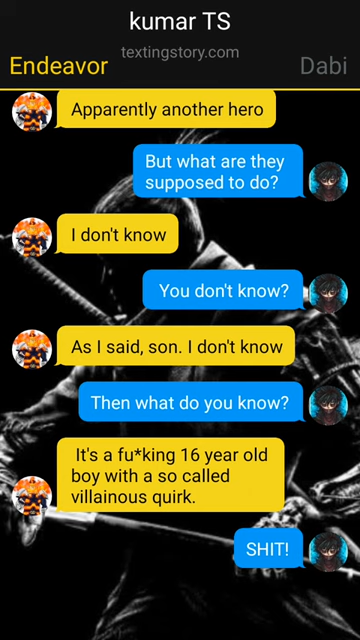 kumar TS
textingstory.com
Endeavor
Dabi
Apparently another hero
But what are they
supposed to do?
I don't know
You don't know?
As I said, son. I don't know
Then what do you know?
It's a fu*king 16 year old
boy with a so called
villainous quirk.
SHIT!